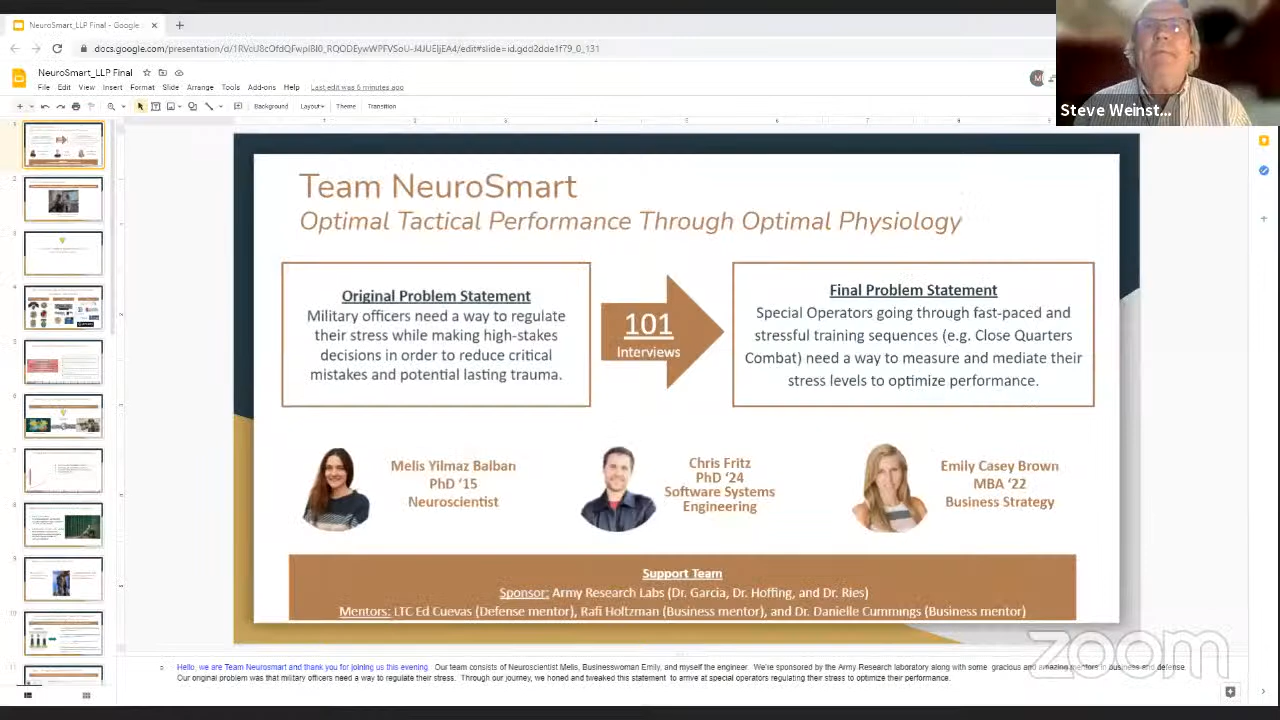 NeuroSmart_LLP Final - Google
NeuroSmart_LLP Final
File Edit View Insert Format Slide Arrange Tools Add-ons Help Last edit was 6 minutes ago
Background Layout Theme Transition
Steve Weinst...
Team NeuroSmart
Optimal Tactical Performance Through Optimal Physiology
Original Problem Statement
Military officers need a way to regulate
their stress while making high-stakes
decisions in order to reduce critical
mistakes and potential lasting trauma.
101
Interviews
Final Problem Statement
Special Operators going through fast-paced and
stressful training sequences (e.g. Close Quarters
Combat) need a way to measure and mediate their
stress levels to optimize performance.
Melis Yilmaz Balban
PhD ‘15
Neuroscientist
Chris Fritz
PhD ‘24
Software Systems
Engineering
Emily Casey Brown
MBA ‘22
Business Strategy
Support Team
Sponsor: Army Research Labs (Dr. Garcia, Dr. Hoffing, and Dr. Ries)
Mentors: LTC Ed Cuevas (Defense mentor), Rafi Holtzman (Business mentor), and Dr. Danielle Cummings (Business mentor)
zoom
Hello, we are Team Neurosmart and thank you for joining us this evening. Our team consists of Neuroscientist Melis, Businesswoman Emily, and myself the engineer. We're sponsored by the Army Research laboratory along with some gracious and amazing mentors in business and defense.
Our original problem was that military officers need a way to regulate their stress. Through our journey, we honed and tweaked this statement to arrive at special operators regulating their stress to optimize their performance.